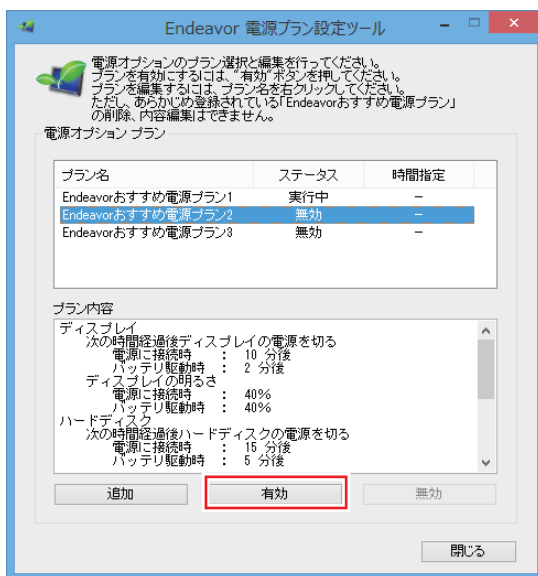 Endeavor 電源プラン設定ツール
電源オプションのプラン選択と編集を行ってください。
プランを有効にするには、"有効"ボタンを押してください。
プランを編集するには、プラン名を右クリックしてください。
ただし、あらかじめ登録されている「Endeavorおすすめ電源プラン」
の削除、内容編集はできません。
電源オプション プラン
プラン名 ステータス 時間指定
Endeavorおすすめ電源プラン1 実行中 －
Endeavorおすすめ電源プラン2 無効 －
Endeavorおすすめ電源プラン3 無効 －
プラン内容
ディスプレイ
次の時間経過後ディスプレイの電源を切る
電源に接続時 : 10 分後
バッテリ駆動時 : 2 分後
ディスプレイの明るさ
電源に接続時 : 40%
バッテリ駆動時 : 40%
ハードディスク
次の時間経過後ハードディスクの電源を切る
電源に接続時 : 15 分後
バッテリ駆動時 : 5 分後
追加 有効 無効
閉じる